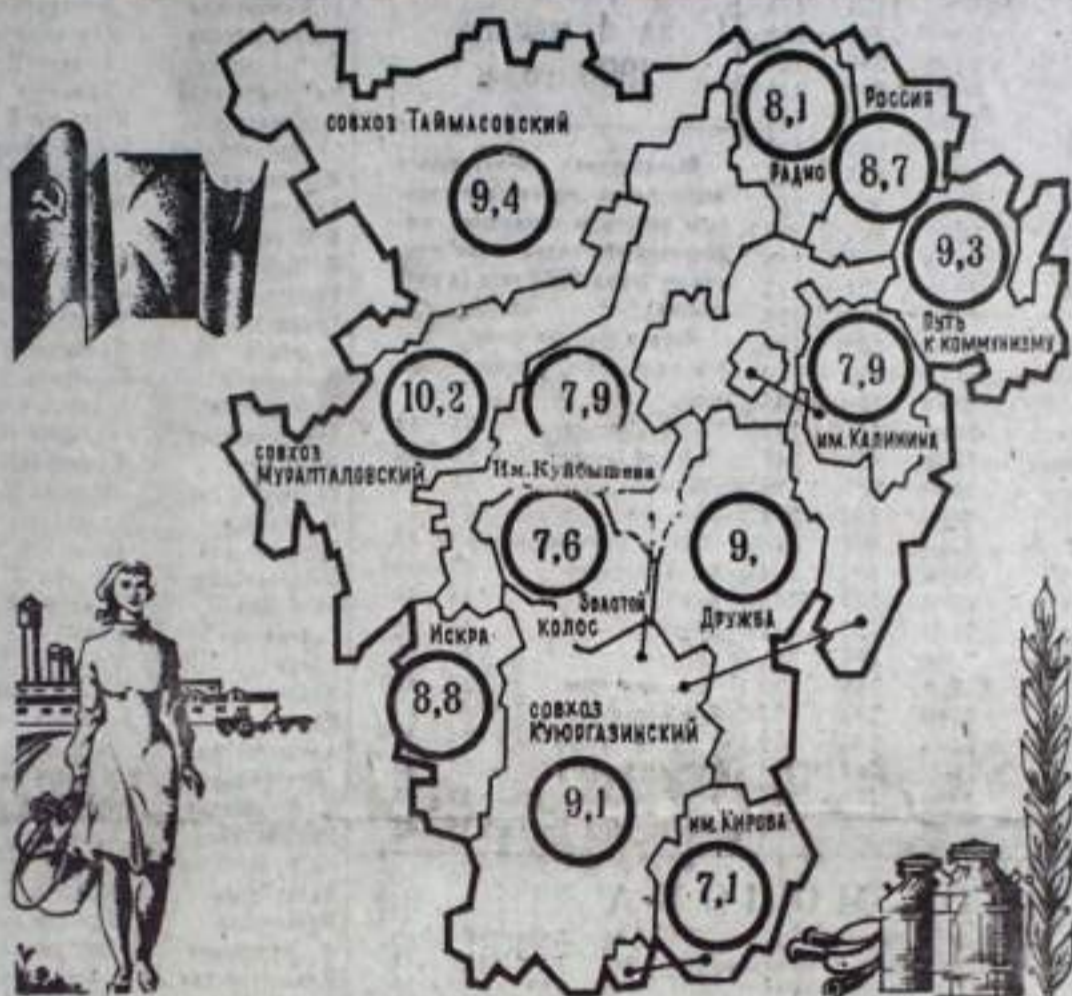 совхоз Таймасовский
9,4
8,1
Радио
Россия
8,7
9,3
Путь
к коммунизму
7,9
им. Калинина
10,2
совхоз
Мурапталовский
7,9
Им. Куйбышева
7,6
Золотой
колос
9,
Дружба
Искра
8,8
совхоз
Куюргазинский
9,1
им. Кирова
7,1